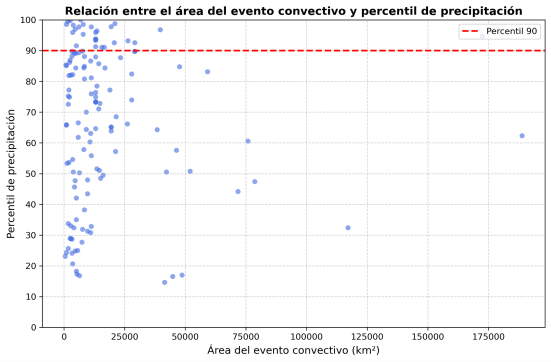 Relación entre el área del evento convectivo y percentil de precipitación
Percentil 90
Percentil de precipitación
100
90
80
70
60
50
40
30
20
10
0
0 25000 50000 75000 100000 125000 150000 175000
Área del evento convectivo (km²)